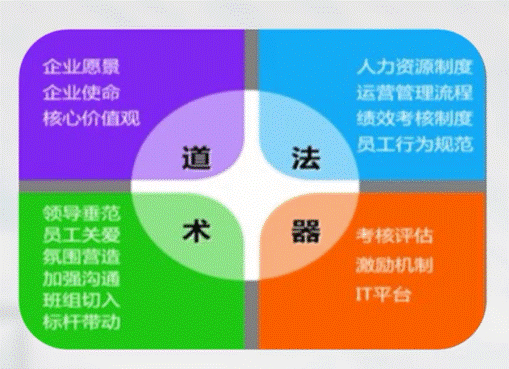 企业愿景
企业使命
核心价值观
道
人力资源制度
运营管理流程
绩效考核制度
员工行为规范
法
领导垂范
员工关爱
氛围营造
加强沟通
班组切入
标杆带动
术
考核评估
激励机制
IT平台
器